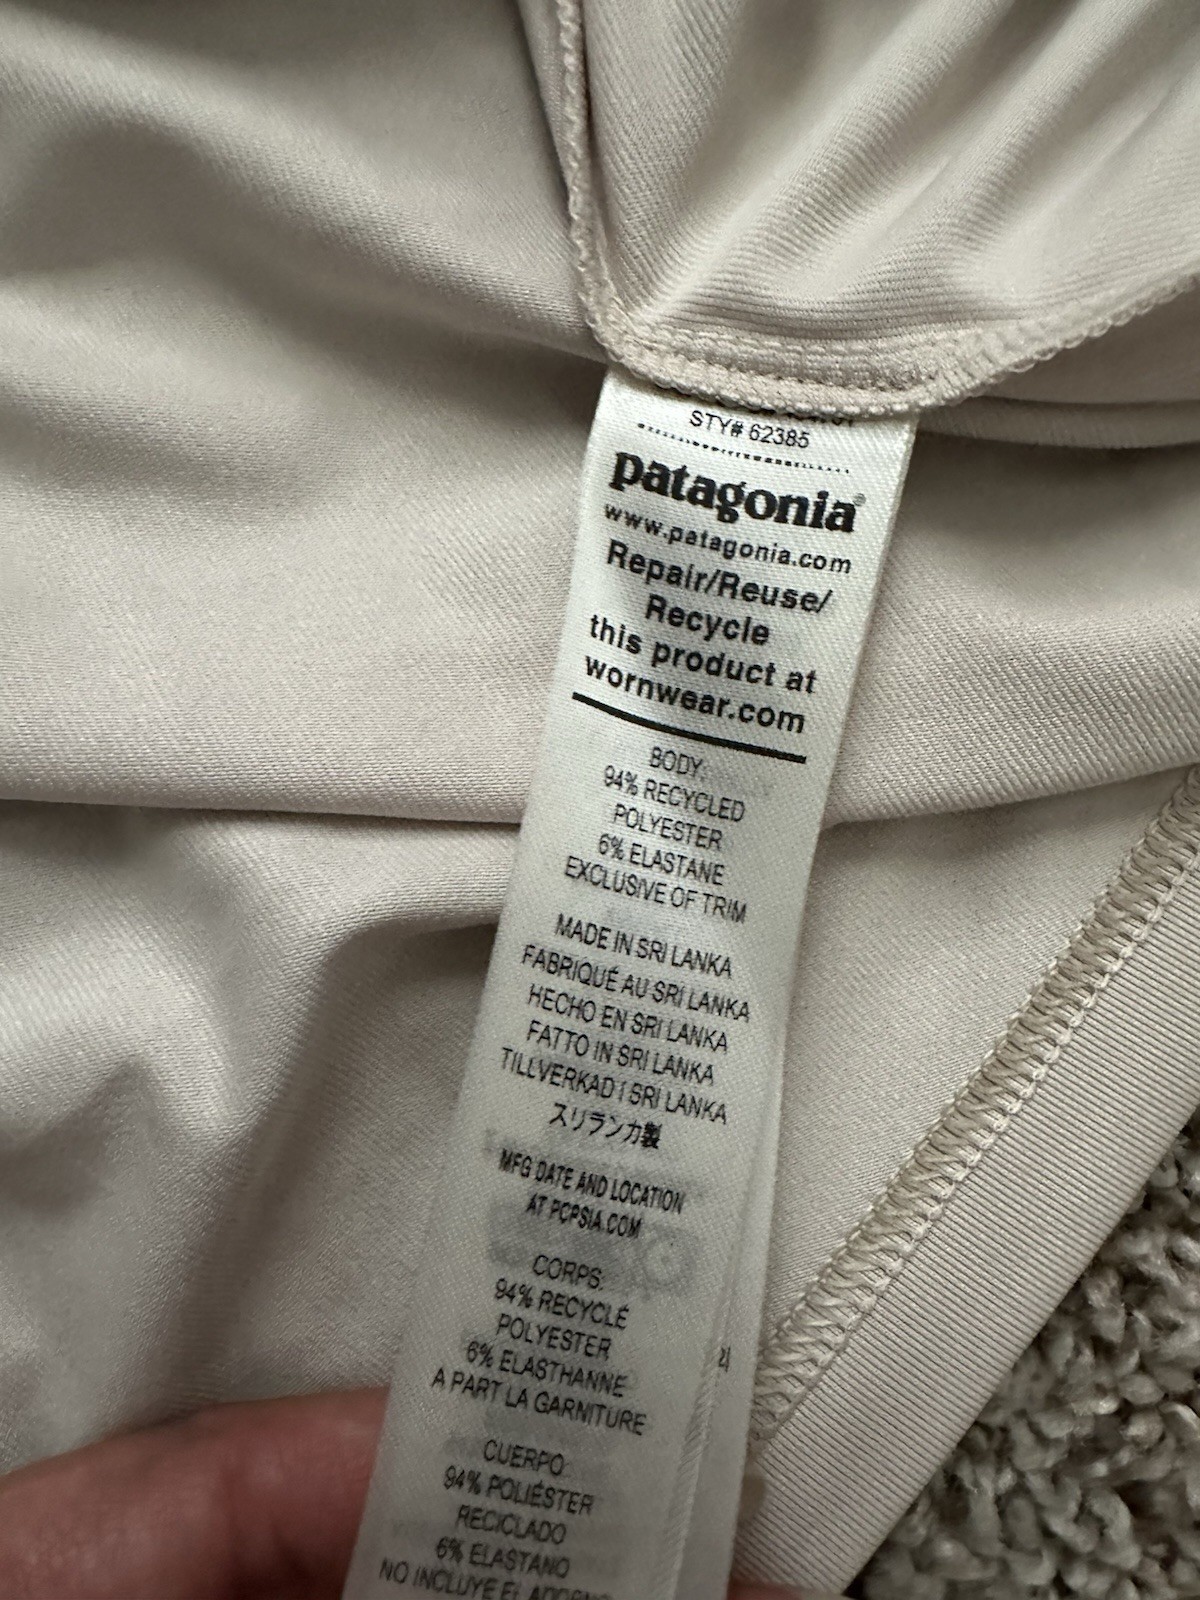 STY# 62385
patagonia®
www.patagonia.com
Repair/Reuse/
Recycle
this product at
wornwear.com
BODY:
94% RECYCLED
POLYESTER
6% ELASTANE
EXCLUSIVE OF TRIM
MADE IN SRI LANKA
FABRIQUÉ AU SRI LANKA
HECHO EN SRI LANKA
FATTO IN SRI LANKA
TILLVERKAD I SRI LANKA
スリランカ製
MFG DATE AND LOCATION
AT PCPSIA.COM
CORPS:
94% RECYCLÉ
POLYESTER
6% ELASTHANNE
A PART LA GARNITURE
CUERPO:
94% POLIÉSTER
RECICLADO
6% ELASTANO
NO INCLUYE EL